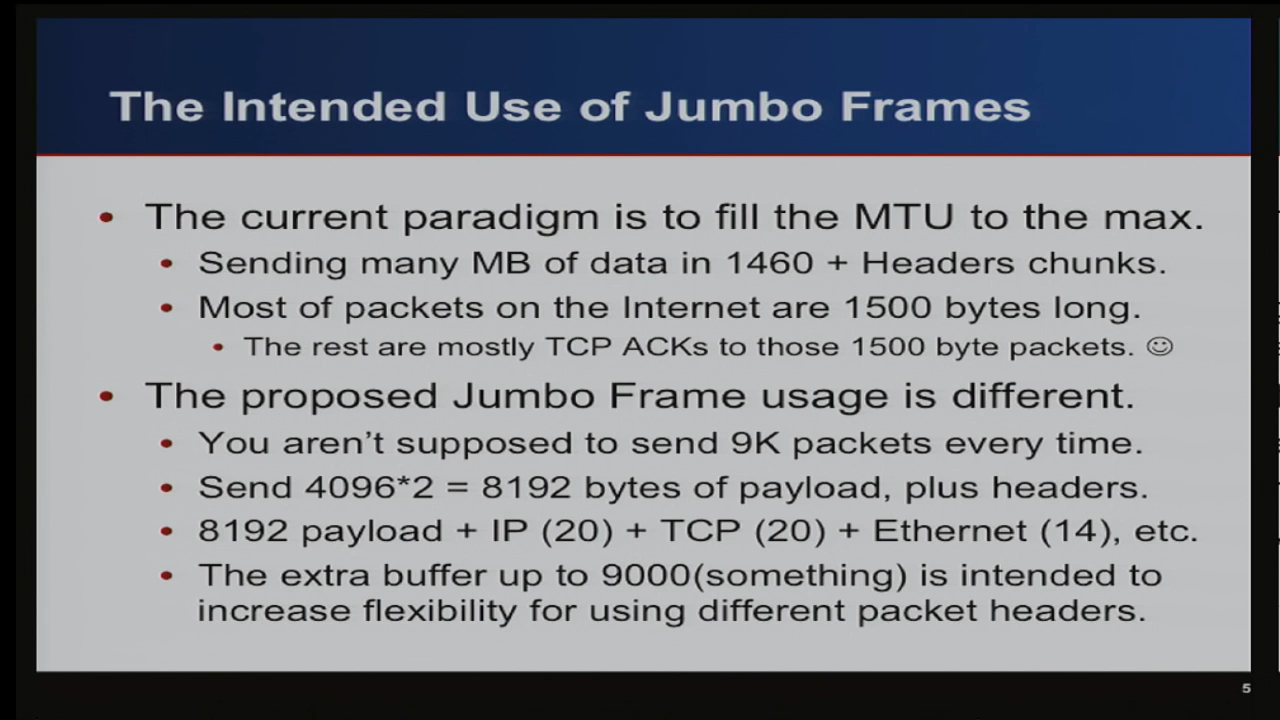 The Intended Use of Jumbo Frames
• The current paradigm is to fill the MTU to the max.
• Sending many MB of data in 1460 + Headers chunks.
• Most of packets on the Internet are 1500 bytes long.
• The rest are mostly TCP ACKs to those 1500 byte packets. ☺
• The proposed Jumbo Frame usage is different.
• You aren’t supposed to send 9K packets every time.
• Send 4096*2 = 8192 bytes of payload, plus headers.
• 8192 payload + IP (20) + TCP (20) + Ethernet (14), etc.
• The extra buffer up to 9000(something) is intended to
increase flexibility for using different packet headers.
5